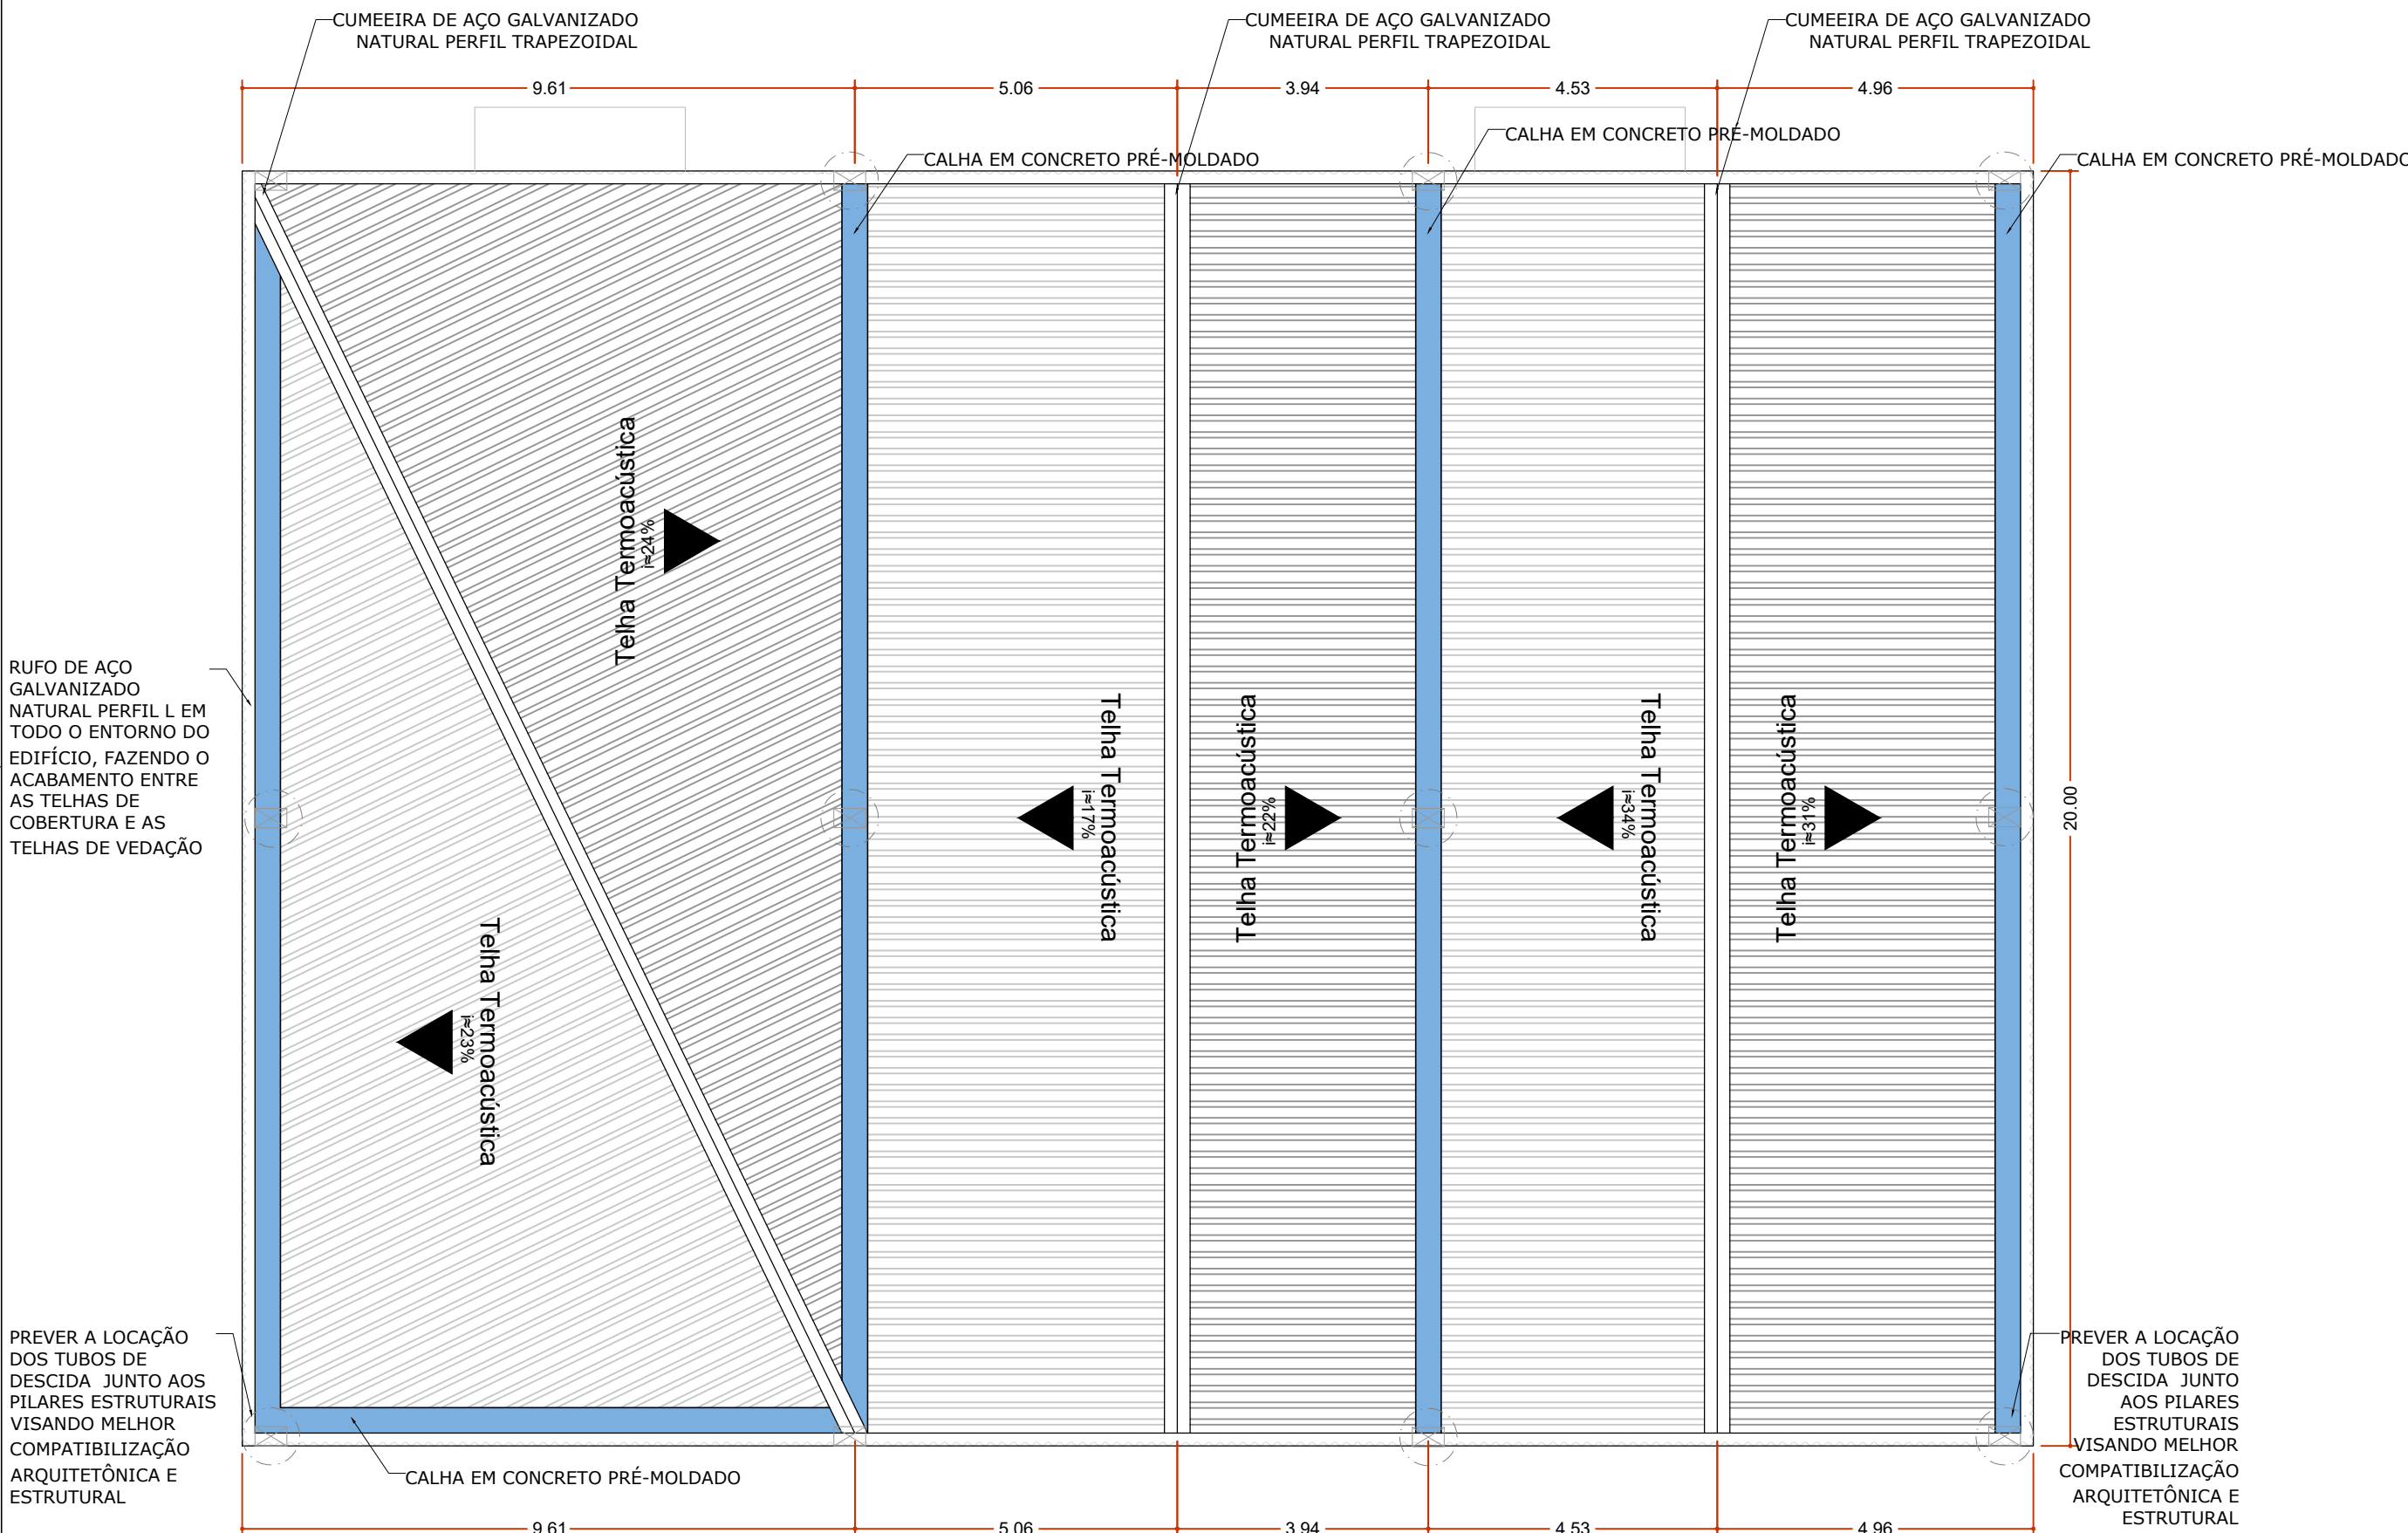 CUMEEIRA DE AÇO GALVANIZADO
NATURAL PERFIL TRAPEZOIDAL
CUMEEIRA DE AÇO GALVANIZADO
NATURAL PERFIL TRAPEZOIDAL
CUMEEIRA DE AÇO GALVANIZADO
NATURAL PERFIL TRAPEZOIDAL
9.61
5.06
3.94
4.53
4.96
CALHA EM CONCRETO PRÉ-MOLDADO
CALHA EM CONCRETO PRÉ-MOLDADO
CALHA EM CONCRETO PRÉ-MOLDADO
Telha Termoacústica
i≈24%
RUFO DE AÇO
GALVANIZADO
NATURAL PERFIL L EM
TODO O ENTORNO DO
EDIFÍCIO, FAZENDO O
ACABAMENTO ENTRE
AS TELHAS DE
COBERTURA E AS
TELHAS DE VEDAÇÃO
Telha Termoacústica
i≈17%
Telha Termoacústica
i≈22%
Telha Termoacústica
i≈34%
Telha Termoacústica
i≈31%
20.00
Telha Termoacústica
i≈23%
PREVER A LOCAÇÃO
DOS TUBOS DE
DESCIDA JUNTO AOS
PILARES ESTRUTURAIS
VISANDO MELHOR
COMPATIBILIZAÇÃO
ARQUITETÔNICA E
ESTRUTURAL
CALHA EM CONCRETO PRÉ-MOLDADO
PREVER A LOCAÇÃO
DOS TUBOS DE
DESCIDA JUNTO
AOS PILARES
ESTRUTURAIS
VISANDO MELHOR
COMPATIBILIZAÇÃO
ARQUITETÔNICA E
ESTRUTURAL
9.61
5.06
3.94
4.53
4.96